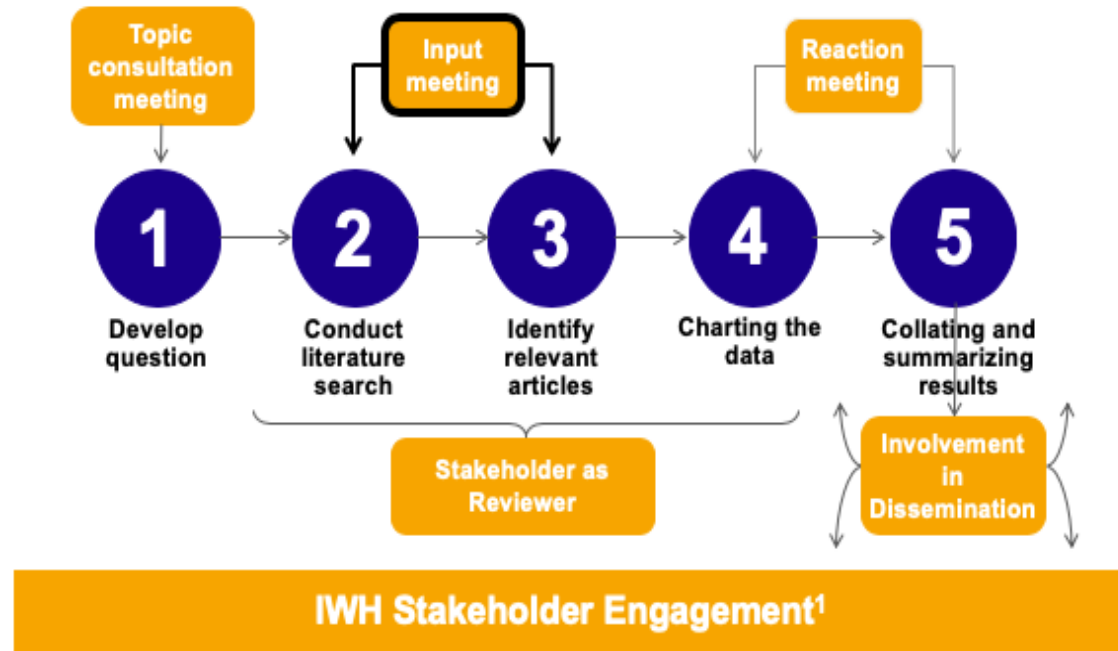 Topic
consultation
meeting
Input
meeting
Reaction
meeting
1
2
3
4
5
Develop
question
Conduct
literature
search
Identify
relevant
articles
Charting the
data
Collating and
summarizing
results
Stakeholder as
Reviewer
Involvement
in
Dissemination
IWH Stakeholder Engagement¹